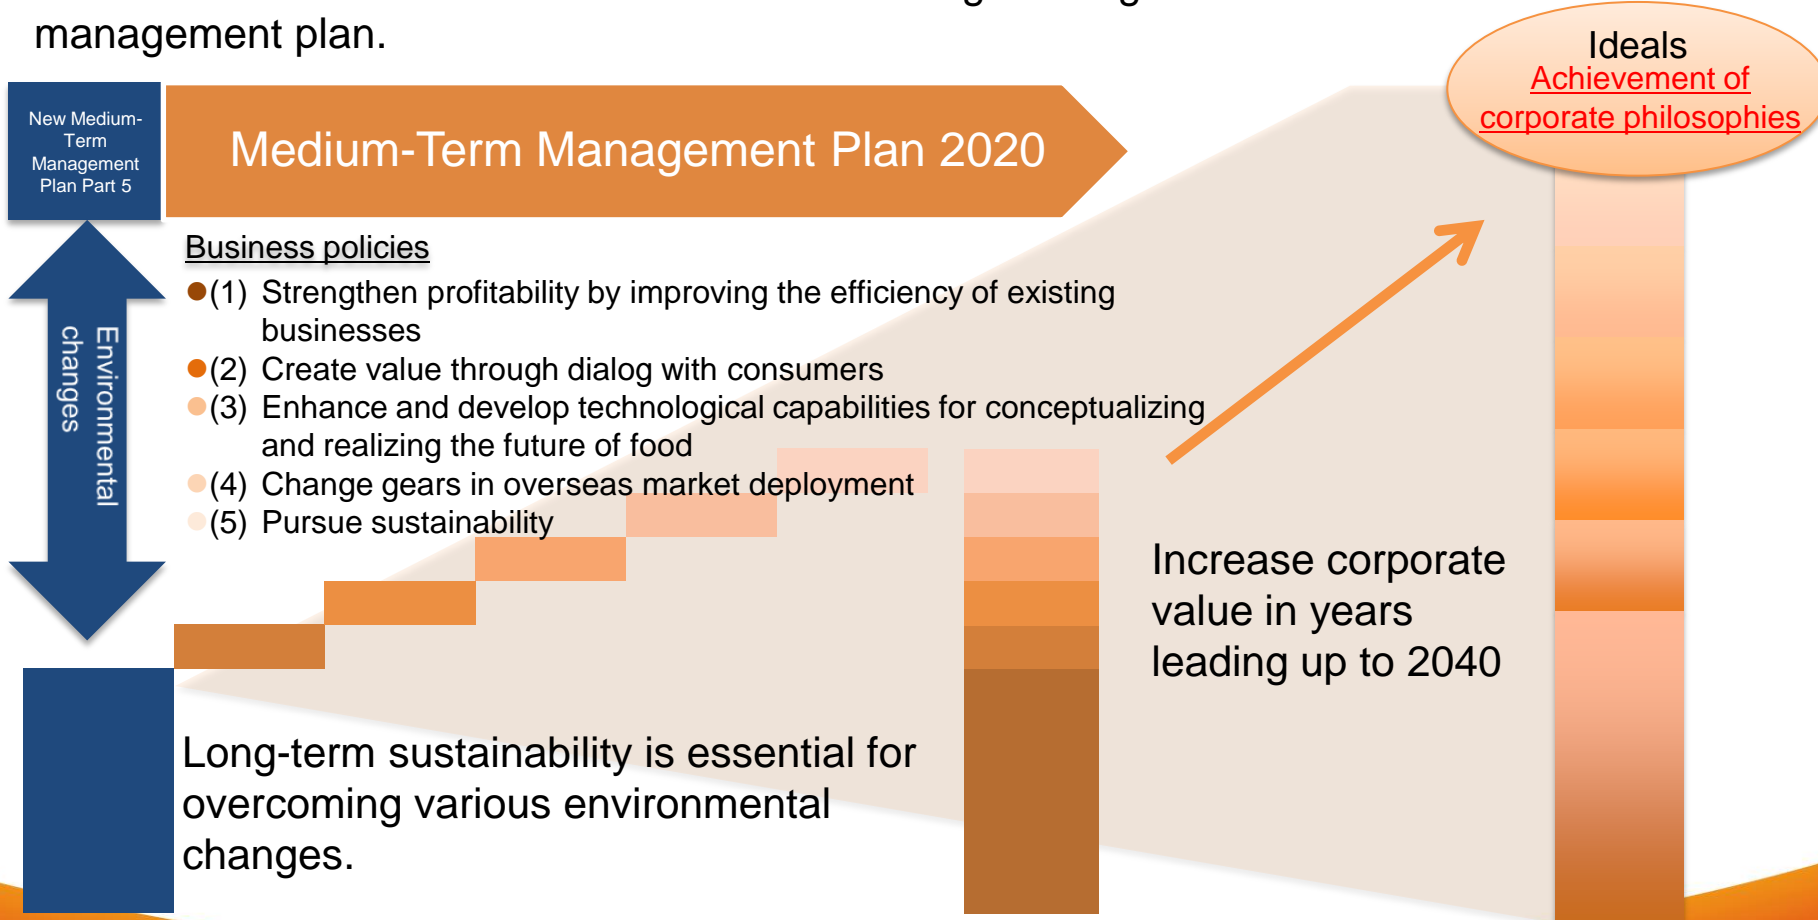 management plan.
Ideals
Achievement of
corporate philosophies
New Medium-
Term
Management
Plan Part 5
Medium-Term Management Plan 2020
Environmental
changes
Business policies
(1) Strengthen profitability by improving the efficiency of existing
businesses
(2) Create value through dialog with consumers
(3) Enhance and develop technological capabilities for conceptualizing
and realizing the future of food
(4) Change gears in overseas market deployment
(5) Pursue sustainability
Increase corporate
value in years
leading up to 2040
Long-term sustainability is essential for
overcoming various environmental
changes.